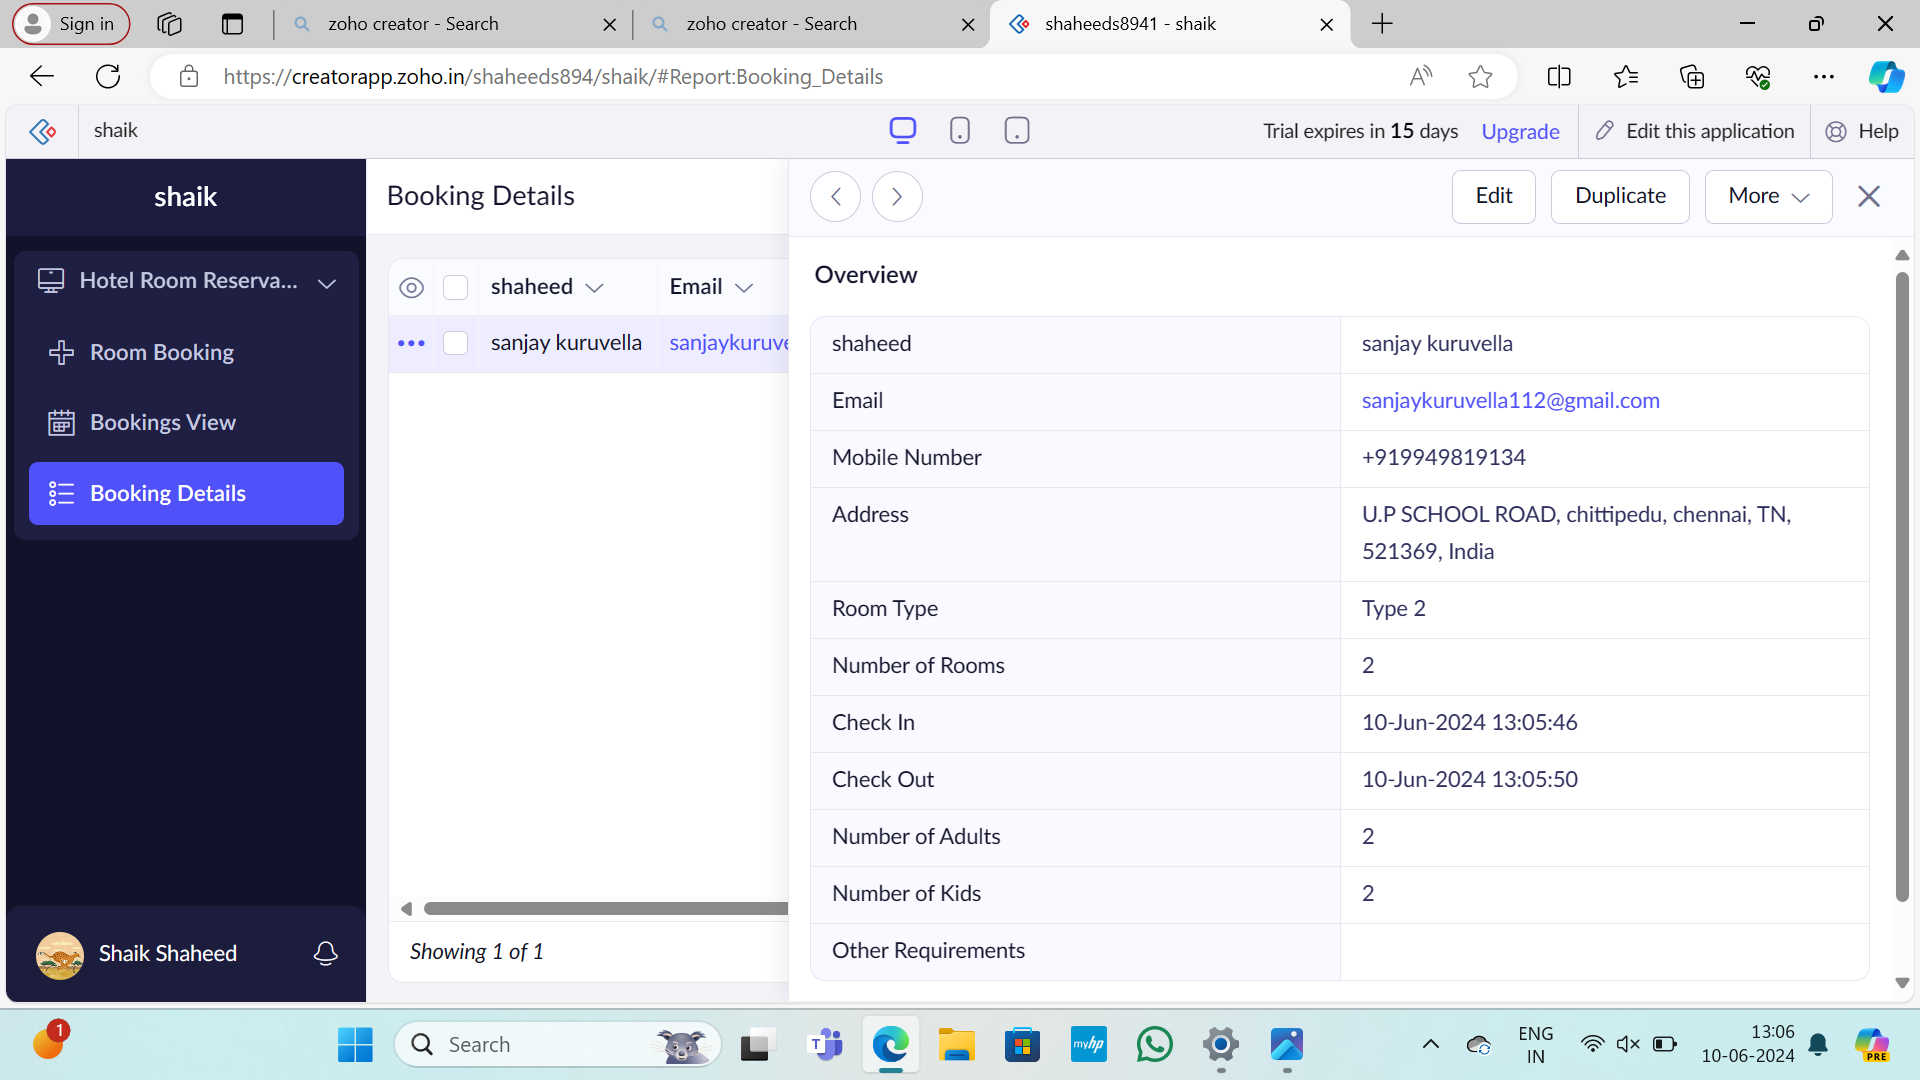 Sign in
zoho creator - Search
zoho creator - Search
shaheeds8941 - shaik
https://creatorapp.zoho.in/shaheeds894/shaik/#Report:Booking_Details
shaik
Trial expires in 15 days
Upgrade
Edit this application
Help
shaik
Hotel Room Reserva...
Room Booking
Bookings View
Booking Details
Shaik Shaheed
Booking Details
shaheed
Email
sanjay kuruvella
sanjaykuruve
Showing 1 of 1
Edit
Duplicate
More
Overview
shaheed sanjay kuruvella
Email sanjaykuruvella112@gmail.com
Mobile Number +919949819134
Address U.P SCHOOL ROAD, chittipedu, chennai, TN,
521369, India
Room Type Type 2
Number of Rooms 2
Check In 10-Jun-2024 13:05:46
Check Out 10-Jun-2024 13:05:50
Number of Adults 2
Number of Kids 2
Other Requirements
1
Search
T
myhp
ENG
IN
13:06
10-06-2024
PRE